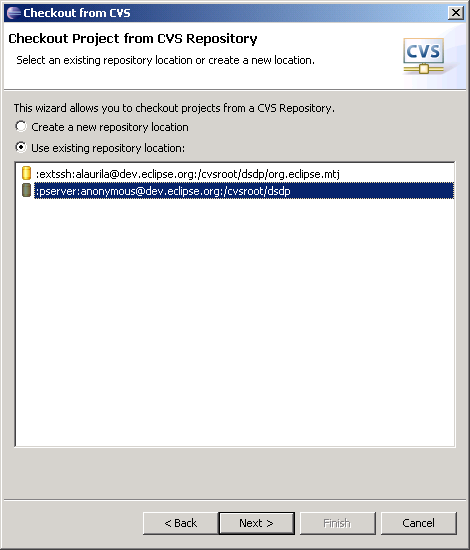 Checkout from CVS
Checkout Project from CVS Repository
Select an existing repository location or create a new location.
CVS
This wizard allows you to checkout projects from a CVS Repository.
Create a new repository location
Use existing repository location:
:extssh:alaurila@dev.eclipse.org:/cvsroot/dsdp/org.eclipse.mtj
:pserver:anonymous@dev.eclipse.org:/cvsroot/dsdp
< Back
Next >
Finish
Cancel